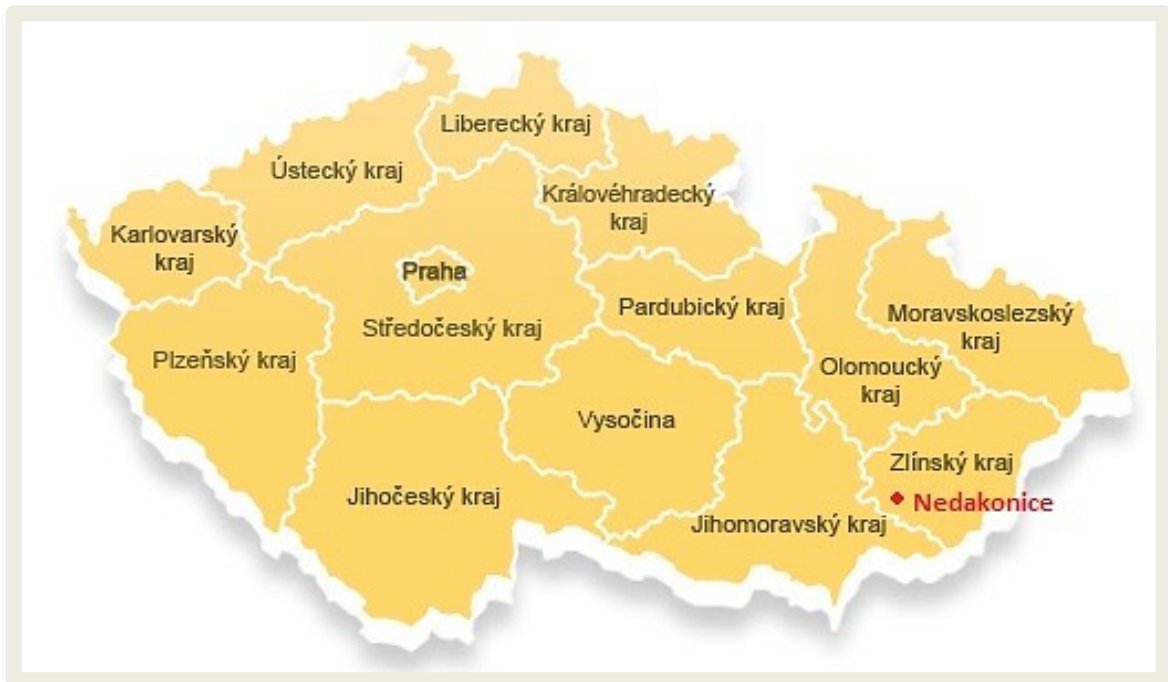 Liberecký kraj
Ústecký kraj
Královéhradecký
kraj
Karlovarský
kraj
Praha
Pardubický kraj
Moravskoslezský
kraj
Středočeský kraj
Plzeňský kraj
Olomoucký
kraj
Vysočina
Zlínský kraj
Jihočeský kraj
Nedakonice
Jihomoravský kraj